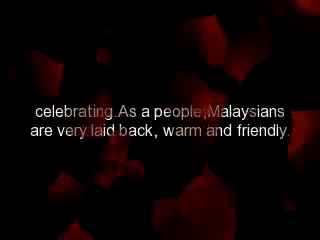 celebrating.As a people,Malaysians
are very laid back, warm and friendly.